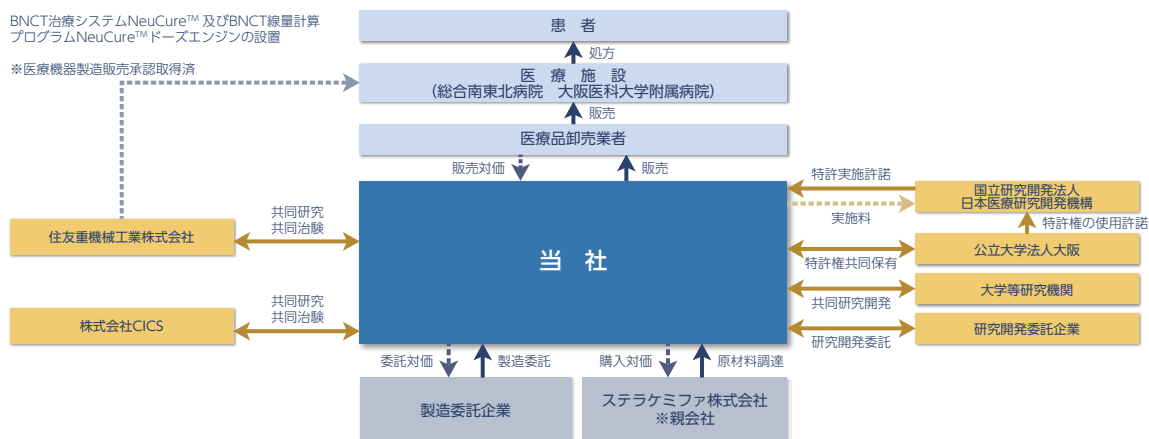 BNCT治療システムNeuCure™ 及びBNCT線量計算
プログラムNeuCure™ドーズエンジンの設置
※医療機器製造販売承認取得済
患 者
処方
医 療 施 設
（総合南東北病院 大阪医科大学附属病院）
販売
医療品卸売業者
販売対価
販売
特許実施許諾
国立研究開発法人
日本医療研究開発機構
実施料
特許権の使用許諾
共同研究
共同治験
住友重機械工業株式会社
当 社
公立大学法人大阪
特許権共同保有
大学等研究機関
共同研究開発
共同研究
共同治験
株式会社CICS
研究開発委託企業
研究開発委託
委託対価
製造委託
購入対価
原材料調達
製造委託企業
ステラケミファ株式会社
※親会社